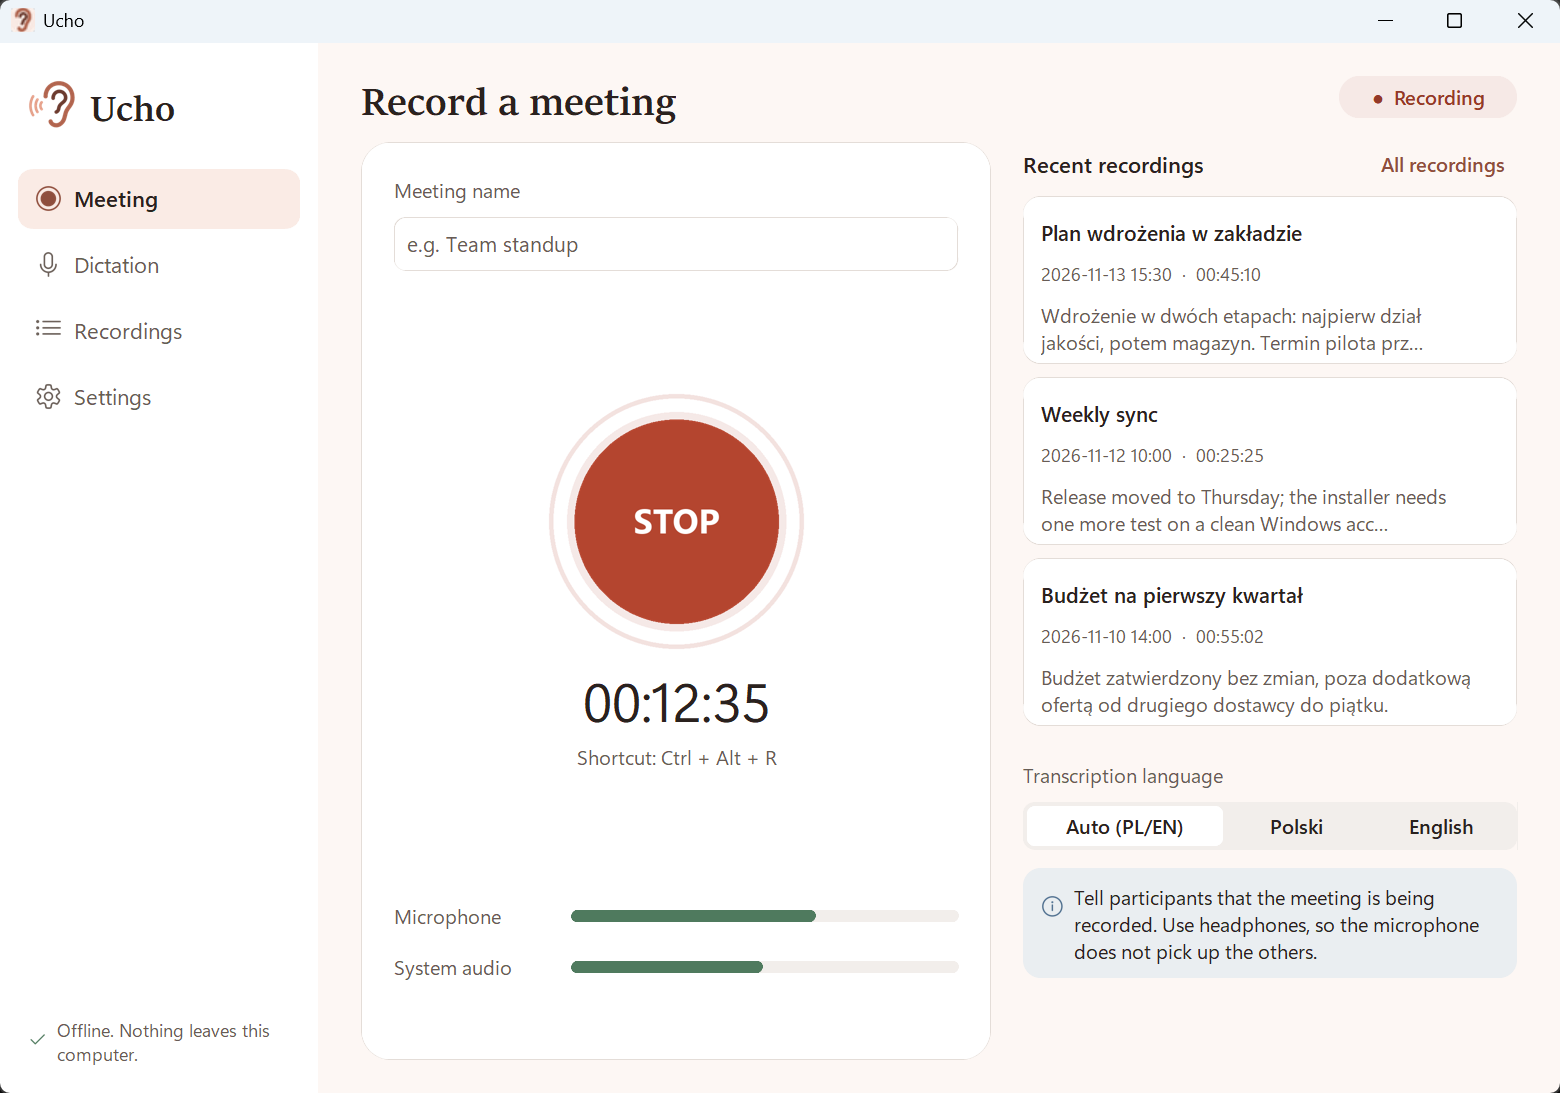 Ucho
Ucho
Meeting
Dictation
Recordings
Settings
Offline. Nothing leaves this
computer.
Record a meeting
Recording
Meeting name
e.g. Team standup
STOP
00:12:35
Shortcut: Ctrl + Alt + R
Microphone
System audio
Recent recordings
All recordings
Plan wdrożenia w zakładzie
2026-11-13 15:30 · 00:45:10
Wdrożenie w dwóch etapach: najpierw dział
jakości, potem magazyn. Termin pilota prz...
Weekly sync
2026-11-12 10:00 · 00:25:25
Release moved to Thursday; the installer needs
one more test on a clean Windows acc...
Budżet na pierwszy kwartał
2026-11-10 14:00 · 00:55:02
Budżet zatwierdzony bez zmian, poza dodatkową
ofertą od drugiego dostawcy do piątku.
Transcription language
Auto (PL/EN)
Polski
English
Tell participants that the meeting is being
recorded. Use headphones, so the microphone
does not pick up the others.